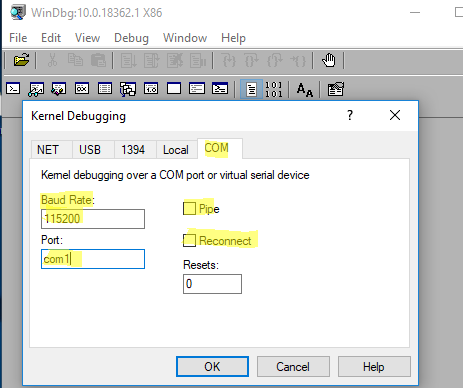 WinDbg:10.0.18362.1 X86
File Edit View Debug Window Help
101
101
AA
Kernel Debugging ? ×
NET USB 1394 Local COM
Kernel debugging over a COM port or virtual serial device
Baud Rate:
115200
Pipe
Port:
Reconnect
com1
Resets:
0
OK Cancel Help